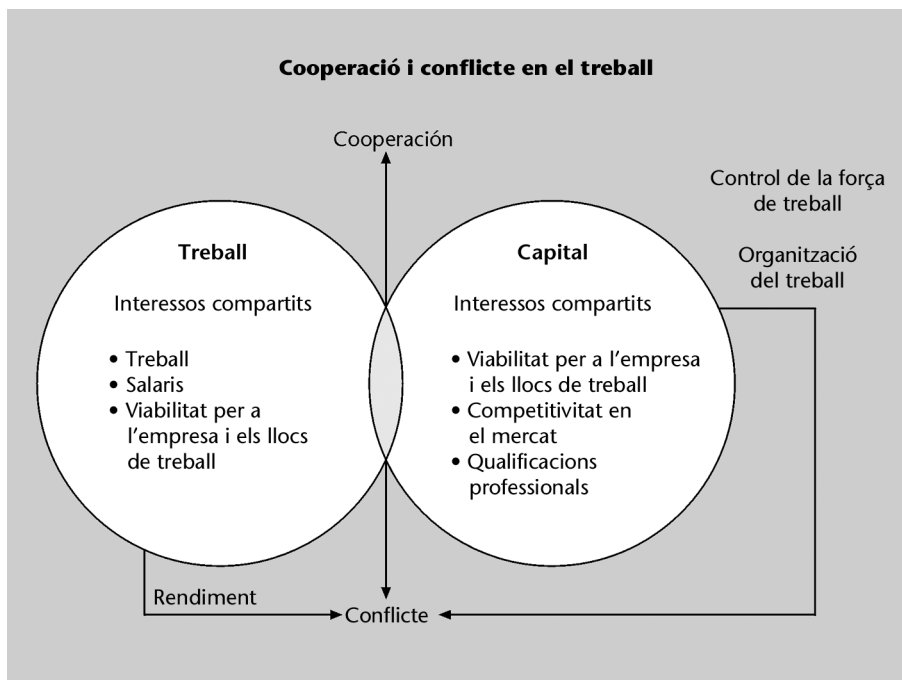 Cooperació i conflicte en el treball
Cooperación
Control de la força
de treball
Organització
del treball
Treball
Interessos compartits
• Treball
• Salaris
• Viabilitat per a
l’empresa i els llocs
de treball
Capital
Interessos compartits
• Viabilitat per a l’empresa
i els llocs de treball
• Competitivitat en
el mercat
• Qualificacions
professionals
Rendiment
Conflicte